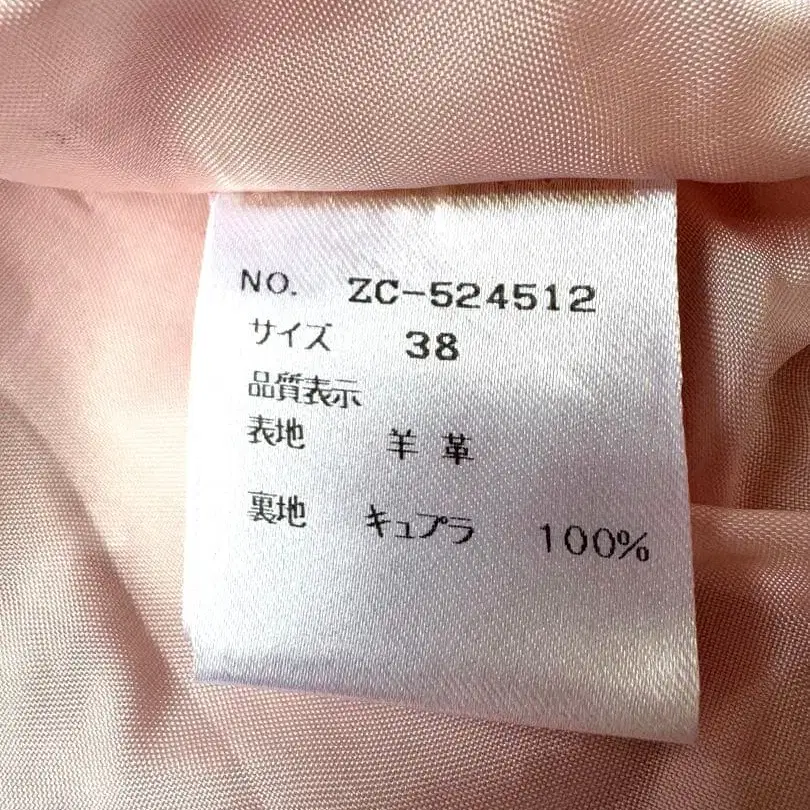 NO. ZC-524512
サイズ 38
品質表示
表地 羊革
裏地 キュプラ 100%